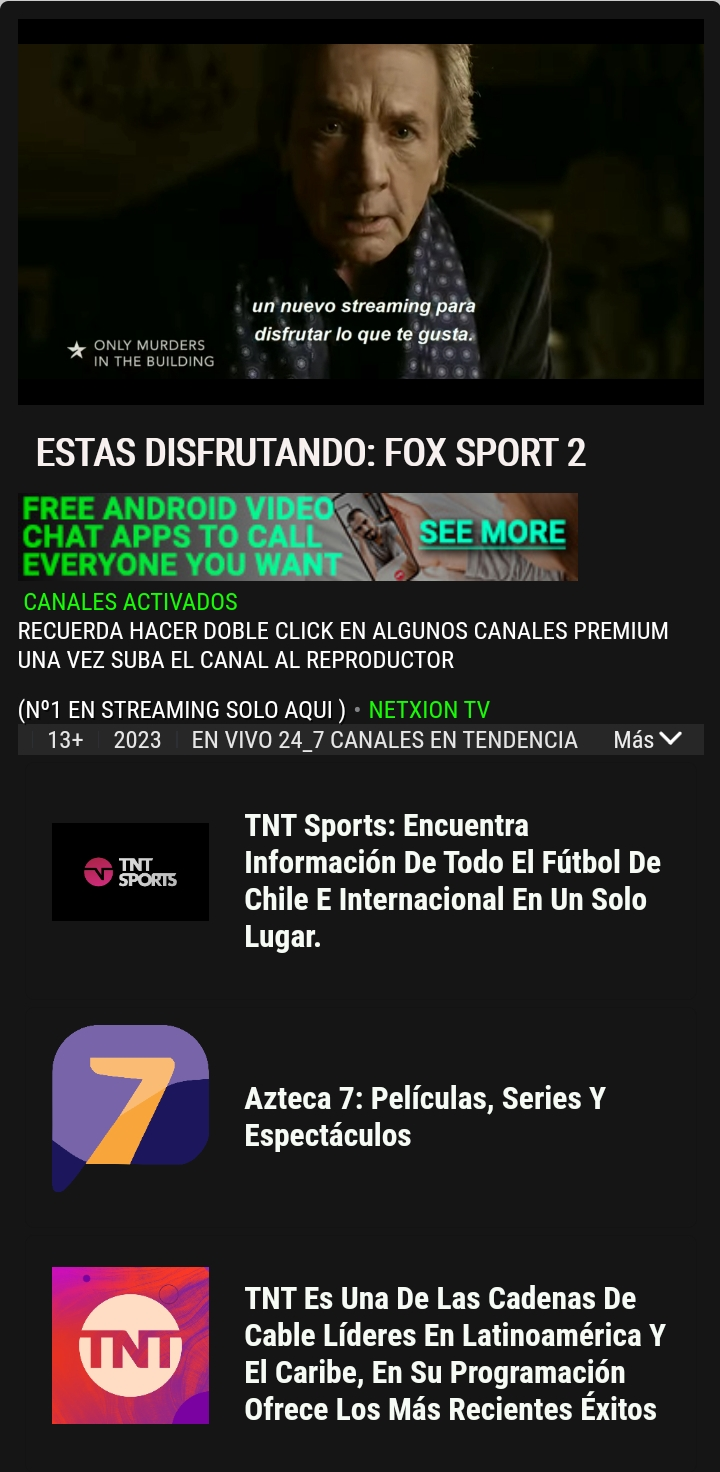 un nuevo streaming para
disfrutar lo que te gusta.
ONLY MURDERS
IN THE BUILDING
ESTAS DISFRUTANDO: FOX SPORT 2
FREE ANDROID VIDEO
CHAT APPS TO CALL
EVERYONE YOU WANT
SEE MORE
CANALES ACTIVADOS
RECUERDA HACER DOBLE CLICK EN ALGUNOS CANALES PREMIUM
UNA VEZ SUBA EL CANAL AL REPRODUCTOR
(Nº1 EN STREAMING SOLO AQUI ) • NETXION TV
13+ 2023 EN VIVO 24_7 CANALES EN TENDENCIA Más
TNT
SPORTS
TNT Sports: Encuentra
Información De Todo El Fútbol De
Chile E Internacional En Un Solo
Lugar.
7
Azteca 7: Películas, Series Y
Espectáculos
TNT
TNT Es Una De Las Cadenas De
Cable Líderes En Latinoamérica Y
El Caribe, En Su Programación
Ofrece Los Más Recientes Éxitos